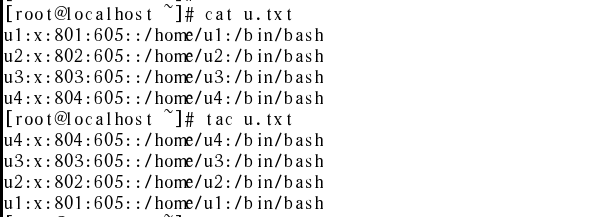 [root@localhost ~]# cat u.txt
u1:x:801:605::/home/u1:/bin/bash
u2:x:802:605::/home/u2:/bin/bash
u3:x:803:605::/home/u3:/bin/bash
u4:x:804:605::/home/u4:/bin/bash
[root@localhost ~]# tac u.txt
u4:x:804:605::/home/u4:/bin/bash
u3:x:803:605::/home/u3:/bin/bash
u2:x:802:605::/home/u2:/bin/bash
u1:x:801:605::/home/u1:/bin/bash